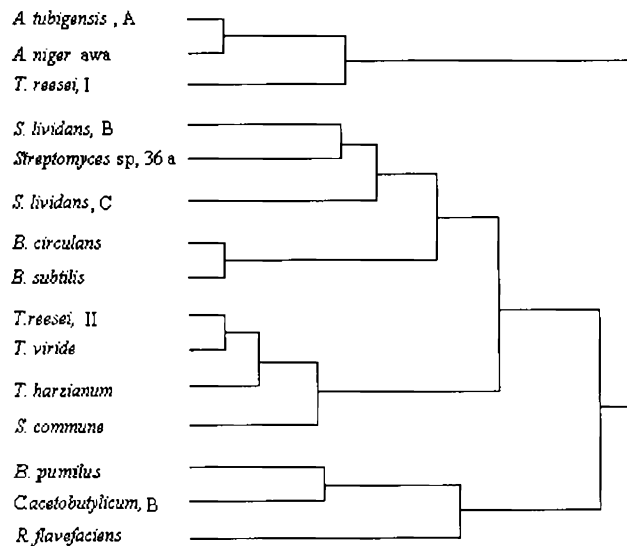 A. tubigensis , A
A. niger awa
T. reesei, I
S. lividans, B
Streptomyces sp, 36 a
S. lividans, C
B. circulans
B. subtilis
T.reesei, II
T. viride
T. harzianum
S. commune
B. pumilus
C.acetobutylicum, B
R. flavefaciens